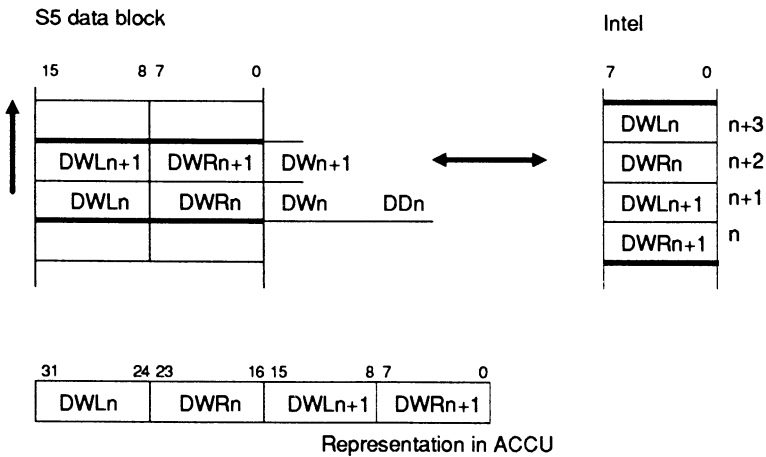 S5 data block
Intel
15 8 7 0
7 0
DWLn n+3
DWLn+1 DWRn+1 DWn+1
DWRn n+2
DWLn DWRn DWn DDn
DWLn+1 n+1
DWRn+1 n
31 24 23 16 15 8 7 0
DWLn DWRn DWLn+1 DWRn+1
Representation in ACCU